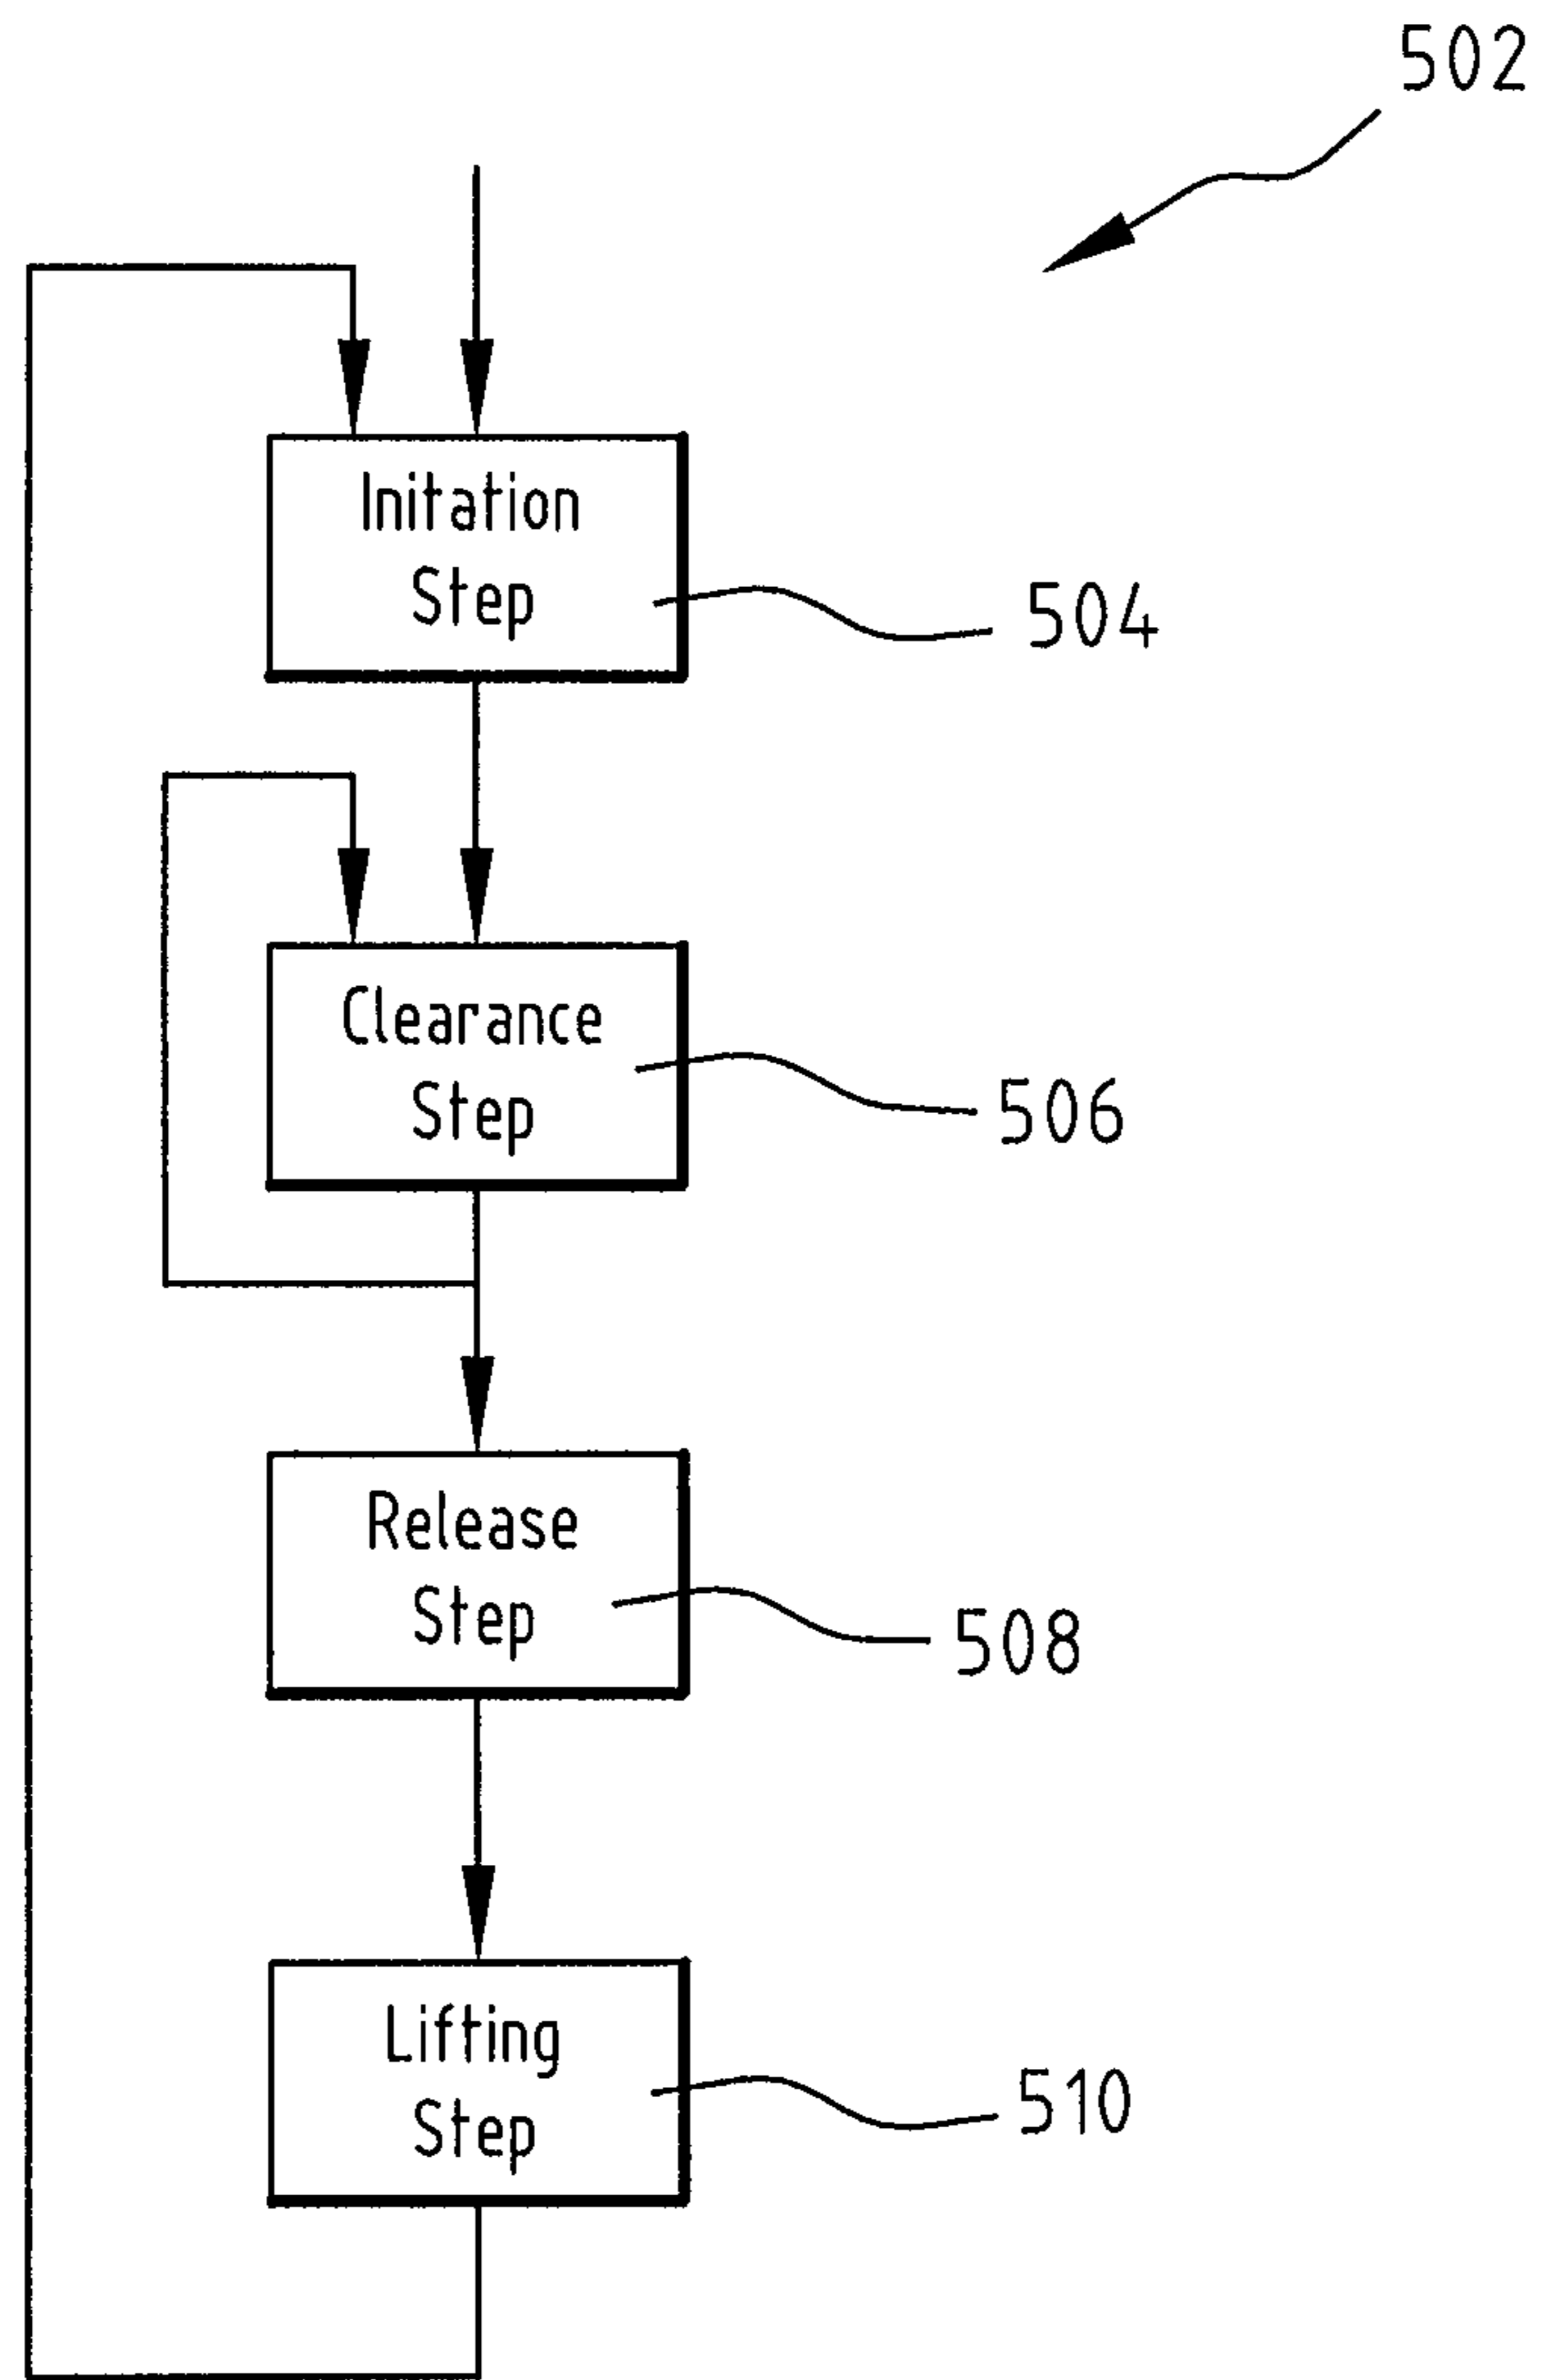 502
Initation
Step
504
Clearance
Step
506
Release
Step
508
Lifting
Step
510